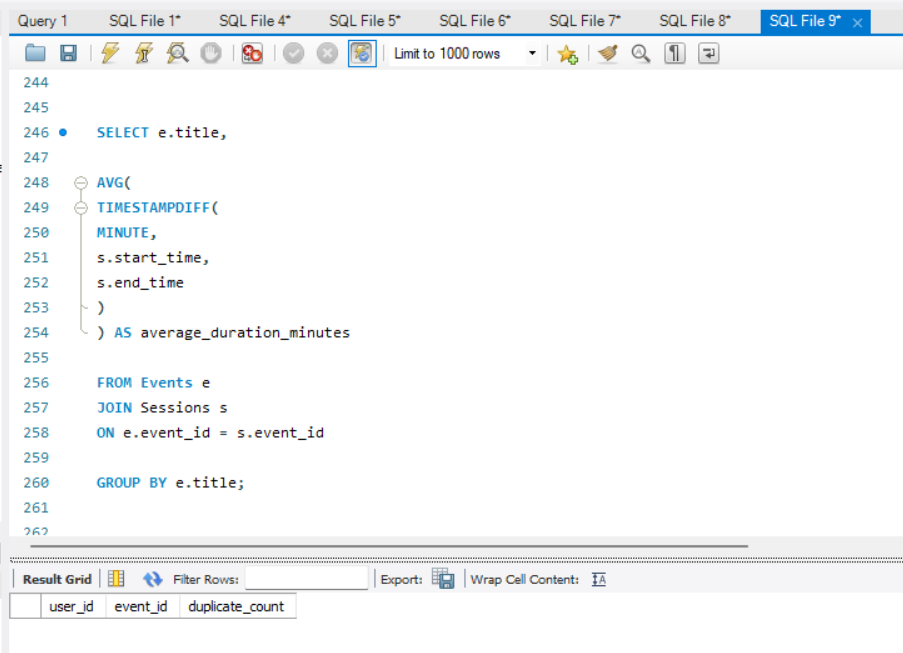 Query 1 SQL File 1* SQL File 4* SQL File 5* SQL File 6* SQL File 7* SQL File 8* SQL File 9* ×
Limit to 1000 rows
244
245
246 SELECT e.title,
247
248 AVG(
249 TIMESTAMPDIFF(
250 MINUTE,
251 s.start_time,
252 s.end_time
253 )
254 ) AS average_duration_minutes
255
256 FROM Events e
257 JOIN Sessions s
258 ON e.event_id = s.event_id
259
260 GROUP BY e.title;
261
262
Result Grid Filter Rows: Export: Wrap Cell Content: IA
user_id event_id duplicate_count